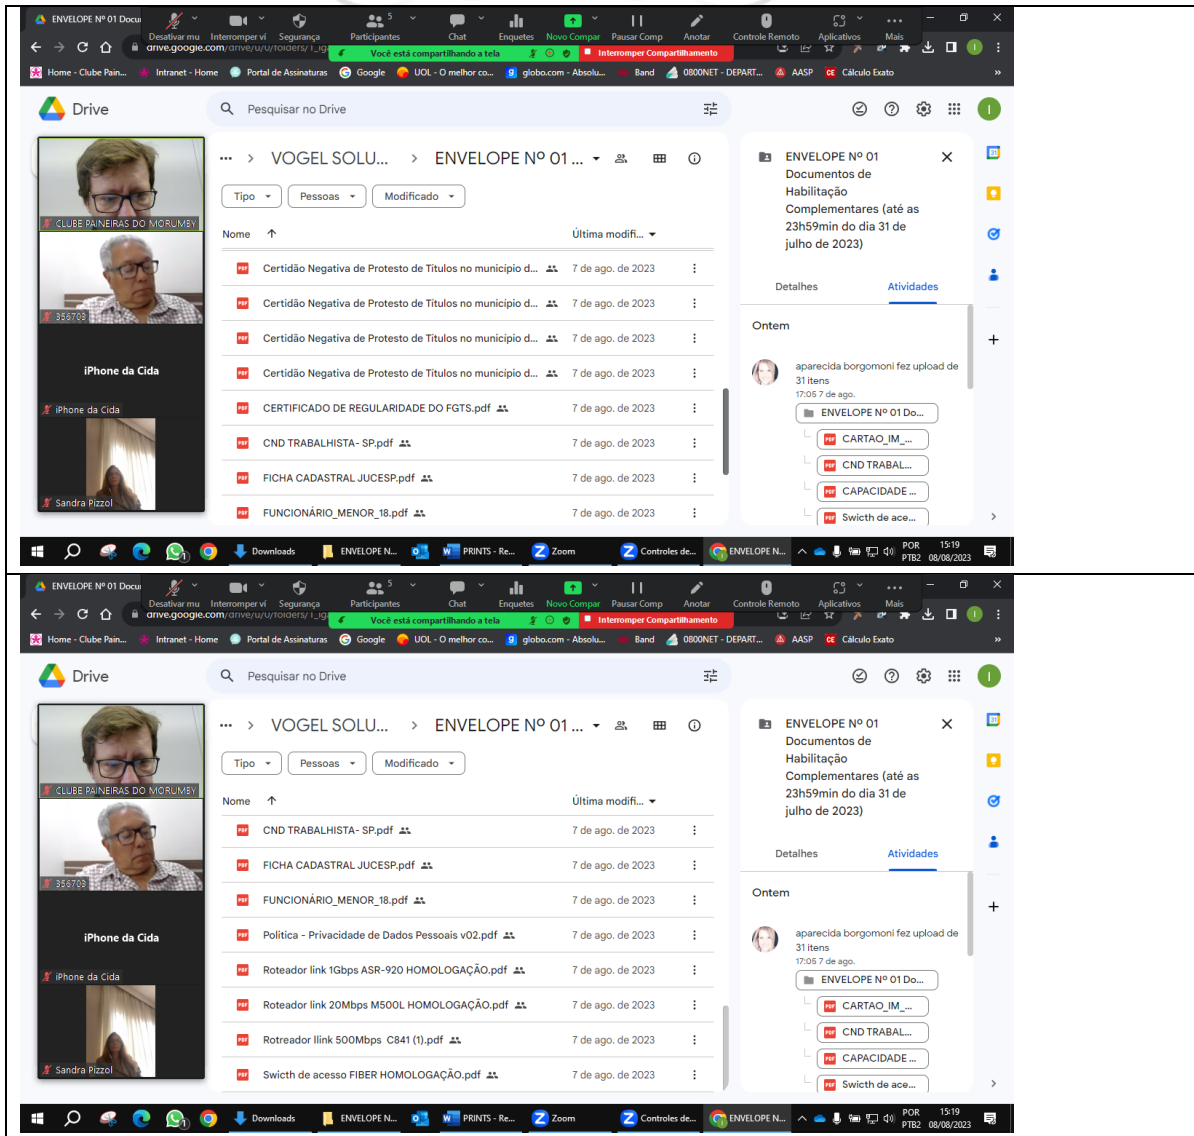 ENVELOPE Nº 01 Docu
Desativar mu
Interromper ví
Segurança
5
Participantes
Chat
Enquetes
Novo Compar
Pausar Comp
Anotar
Controle Remoto
Aplicativos
Mais
drive.google.com/drive/u/0/folders/1_ig
Você está compartilhando a tela
Interromper Compartilhamento
Home - Clube Pain...
Intranet - Home
Portal de Assinaturas
Google
UOL - O melhor co...
globo.com - Absolu...
Band
0800NET - DEPART...
AASP
CE Cálculo Exato
»
Drive
Pesquisar no Drive
I
CLUBE PAINEIRAS DO MORUMBY
356703
iPhone da Cida
iPhone da Cida
Sandra Pizzol
... > VOGEL SOLU... > ENVELOPE Nº 01 ...
Tipo
Pessoas
Modificado
Nome
Última modifi...
Certidão Negativa de Protesto de Títulos no municipio d... 7 de ago. de 2023
Certidão Negativa de Protesto de Títulos no municipio d... 7 de ago. de 2023
Certidão Negativa de Protesto de Títulos no municipio d... 7 de ago. de 2023
Certidão Negativa de Protesto de Títulos no municipio d... 7 de ago. de 2023
CERTIFICADO DE REGULARIDADE DO FGTS.pdf 7 de ago. de 2023
CND TRABALHISTA- SP.pdf 7 de ago. de 2023
FICHA CADASTRAL JUCESP.pdf 7 de ago. de 2023
FUNCIONÁRIO_MENOR_18.pdf 7 de ago. de 2023
ENVELOPE Nº 01
Documentos de
Habilitação
Complementares (até as
23h59min do dia 31 de
julho de 2023)
Detalhes
Atividades
Ontem
aparecida borgomoni fez upload de
31 itens
17:05 7 de ago.
ENVELOPE Nº 01 Do...
CARTAO_IM_...
CND TRABAL...
CAPACIDADE ...
Swicth de ace...
Downloads
ENVELOPE N...
PRINTS - Re...
Zoom
Controles de...
ENVELOPE N...
POR
PTB2
15:19
08/08/2023
ENVELOPE Nº 01 Docu
Desativar mu
Interromper ví
Segurança
5
Participantes
Chat
Enquetes
Novo Compar
Pausar Comp
Anotar
Controle Remoto
Aplicativos
Mais
drive.google.com/drive/u/0/folders/1_ig
Você está compartilhando a tela
Interromper Compartilhamento
Home - Clube Pain...
Intranet - Home
Portal de Assinaturas
Google
UOL - O melhor co...
globo.com - Absolu...
Band
0800NET - DEPART...
AASP
CE Cálculo Exato
»
Drive
Pesquisar no Drive
I
CLUBE PAINEIRAS DO MORUMBY
356703
iPhone da Cida
iPhone da Cida
Sandra Pizzol
... > VOGEL SOLU... > ENVELOPE Nº 01 ...
Tipo
Pessoas
Modificado
Nome
Última modifi...
CND TRABALHISTA- SP.pdf 7 de ago. de 2023
FICHA CADASTRAL JUCESP.pdf 7 de ago. de 2023
FUNCIONÁRIO_MENOR_18.pdf 7 de ago. de 2023
Politica - Privacidade de Dados Pessoais v02.pdf 7 de ago. de 2023
Roteador link 1Gbps ASR-920 HOMOLOGAÇÃO.pdf 7 de ago. de 2023
Roteador link 20Mbps M500L HOMOLOGAÇÃO.pdf 7 de ago. de 2023
Rotreador llink 500Mbps C841 (1).pdf 7 de ago. de 2023
Swicth de acesso FIBER HOMOLOGAÇÃO.pdf 7 de ago. de 2023
ENVELOPE Nº 01
Documentos de
Habilitação
Complementares (até as
23h59min do dia 31 de
julho de 2023)
Detalhes
Atividades
Ontem
aparecida borgomoni fez upload de
31 itens
17:05 7 de ago.
ENVELOPE Nº 01 Do...
CARTAO_IM_...
CND TRABAL...
CAPACIDADE ...
Swicth de ace...
Downloads
ENVELOPE N...
PRINTS - Re...
Zoom
Controles de...
ENVELOPE N...
POR
PTB2
15:19
08/08/2023